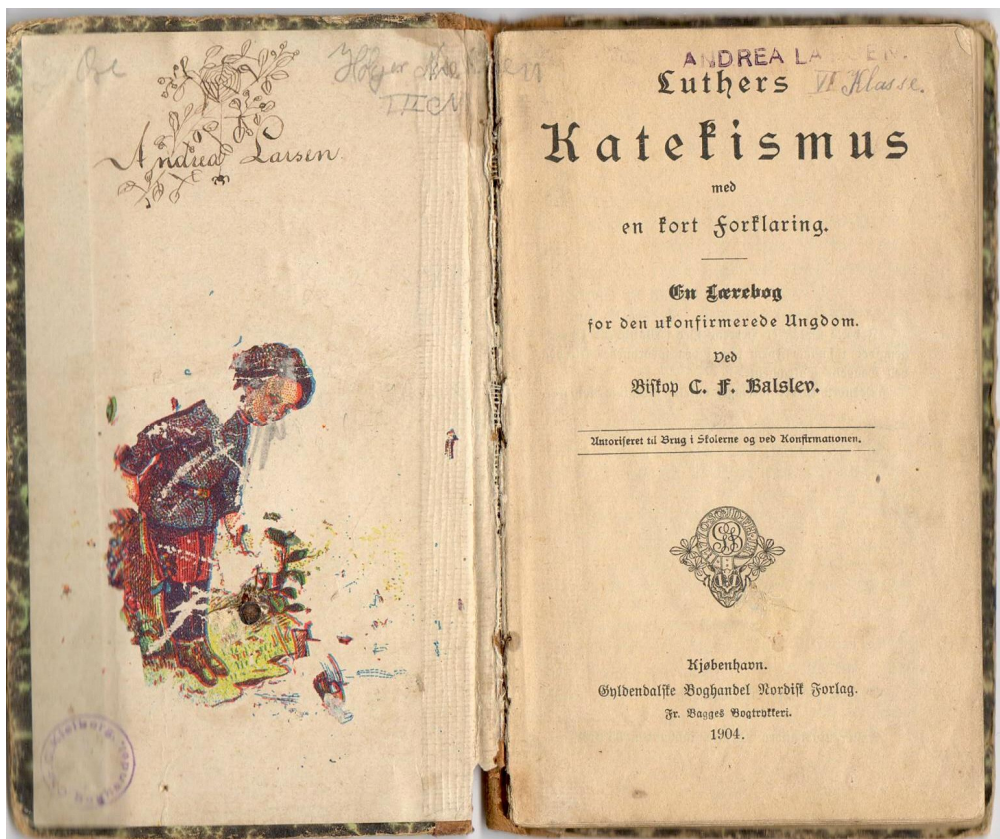 Andrea Larsen
ANDREA LA
Luthers
VI Klasse.
Katekismus
med
en kort Forklaring.
En Lærebog
for den ukonfirmerede Ungdom.
Ved
Biskop C. F. Balslev.
Autoriseret til Brug i Skolerne og ved Konfirmationen.
Kjøbenhavn.
Gyldendalske Boghandel Nordisk Forlag.
Fr. Bagges Bogtrykkeri.
1904.